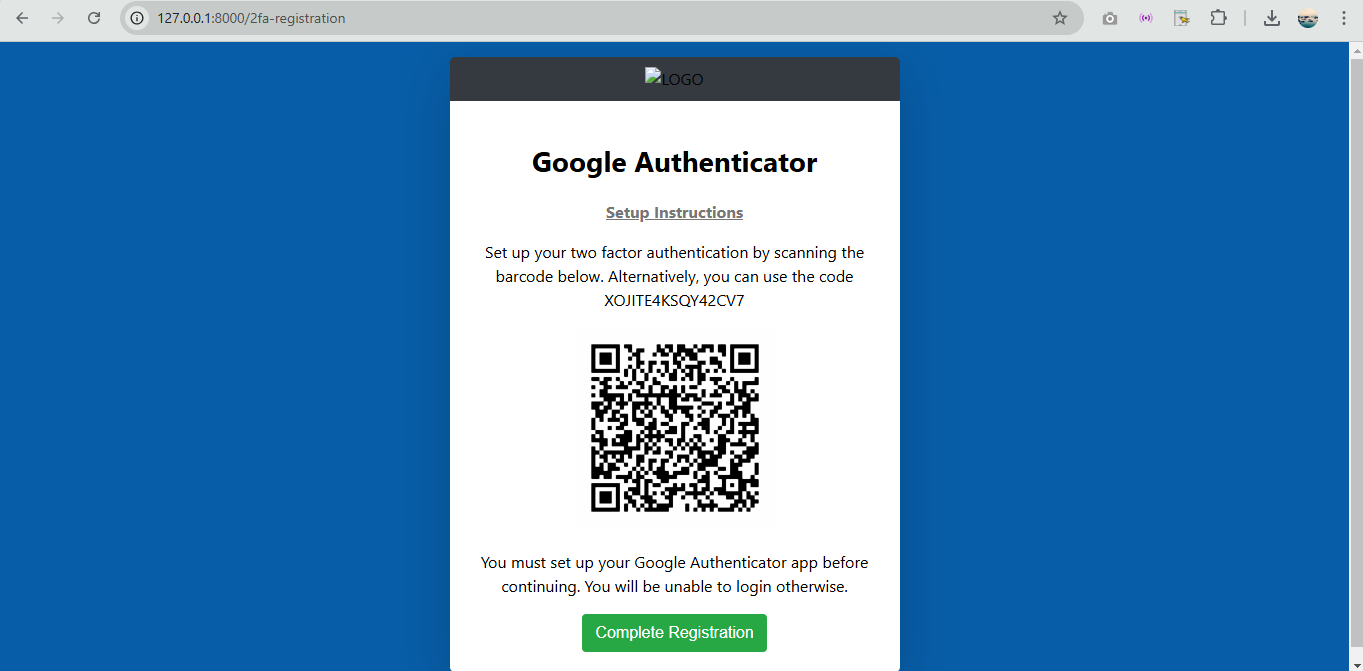 127.0.0.1:8000/2fa-registration
LOGO
Google Authenticator
Setup Instructions
Set up your two factor authentication by scanning the
barcode below. Alternatively, you can use the code
XOJITE4KSQY42CV7
You must set up your Google Authenticator app before
continuing. You will be unable to login otherwise.
Complete Registration